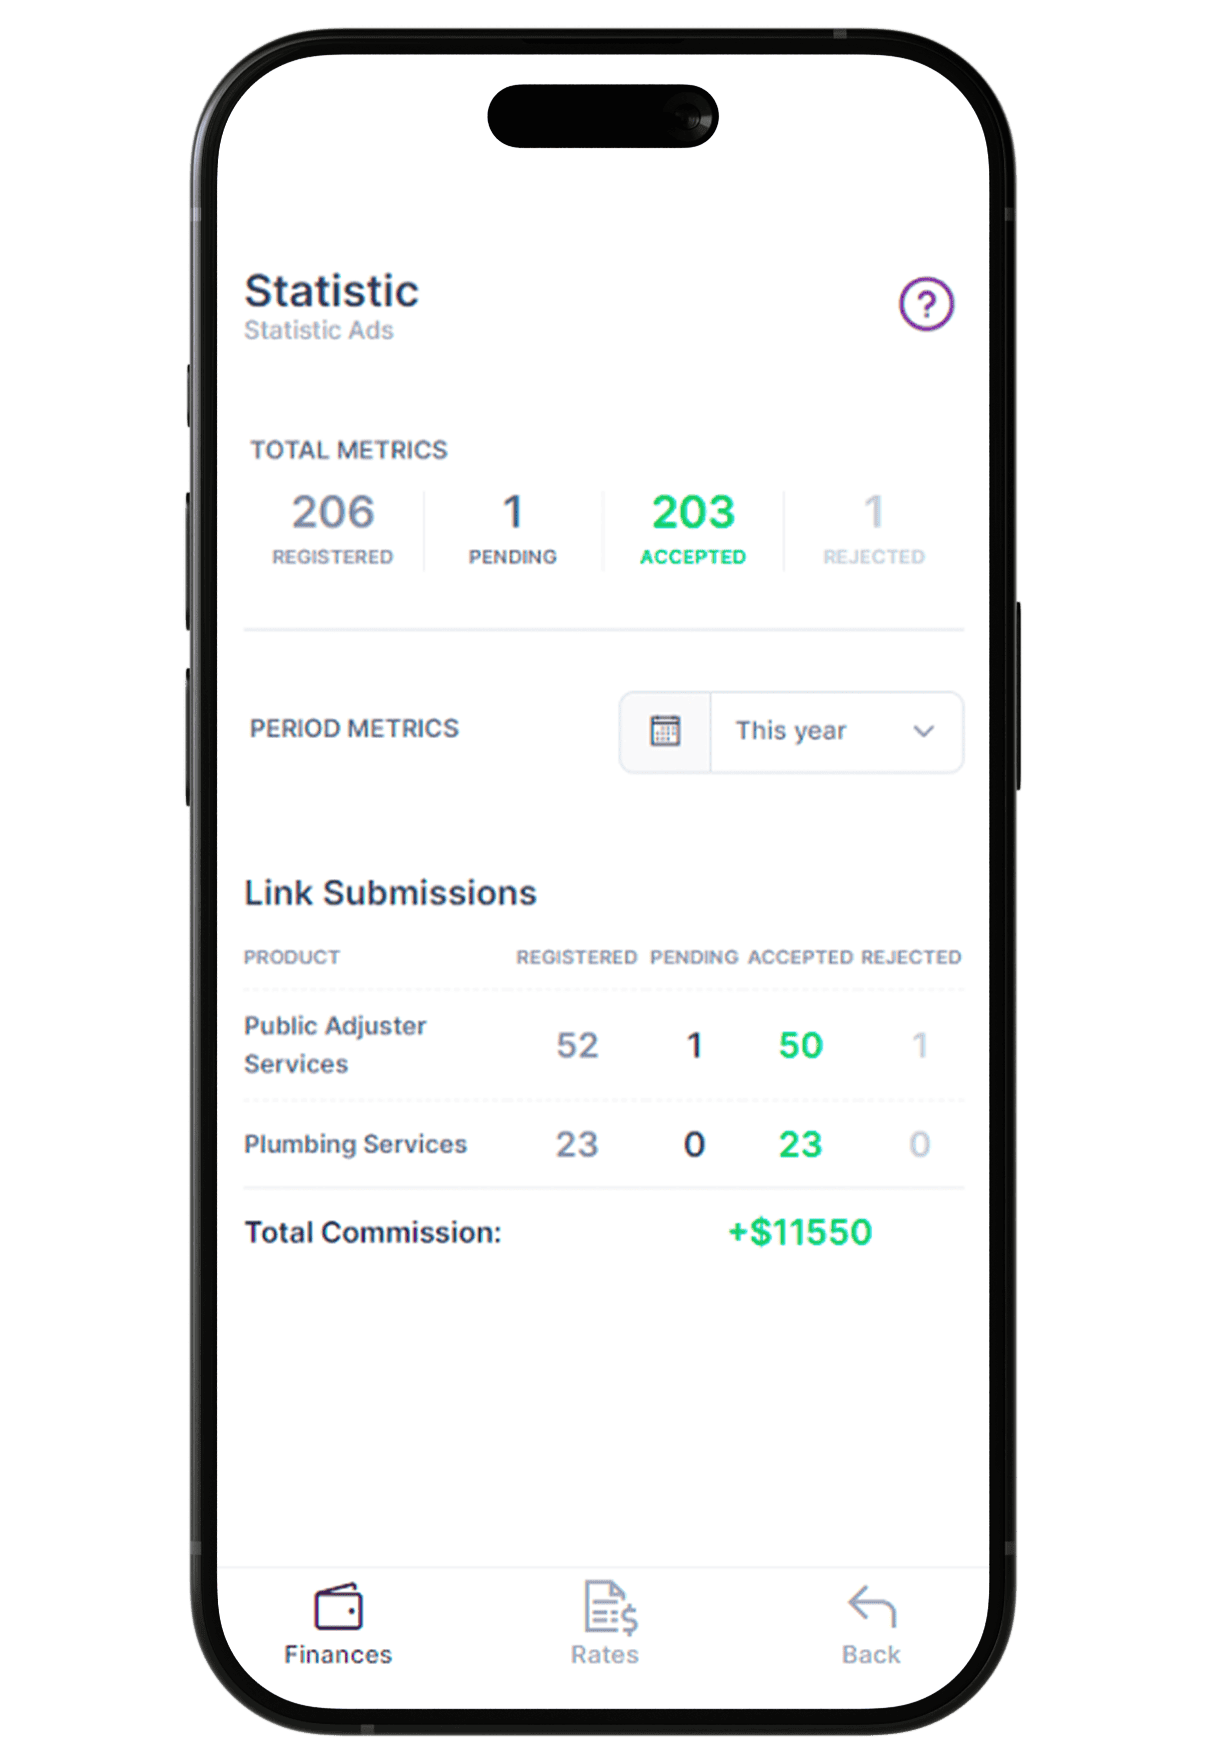 Statistic
Statistic Ads
?
TOTAL METRICS
206 1 203 1
REGISTERED PENDING ACCEPTED REJECTED
PERIOD METRICS This year
Link Submissions
PRODUCT REGISTERED PENDING ACCEPTED REJECTED
Public Adjuster
Services 52 1 50 1
Plumbing Services 23 0 23 0
Total Commission: +$11550
Finances Rates Back